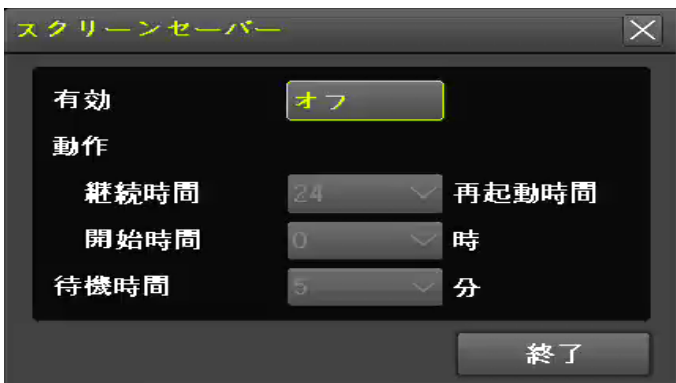 スクリーンセーバー
有効 オフ
動作
継続時間 24 再起動時間
開始時間 0 時
待機時間 5 分
終了